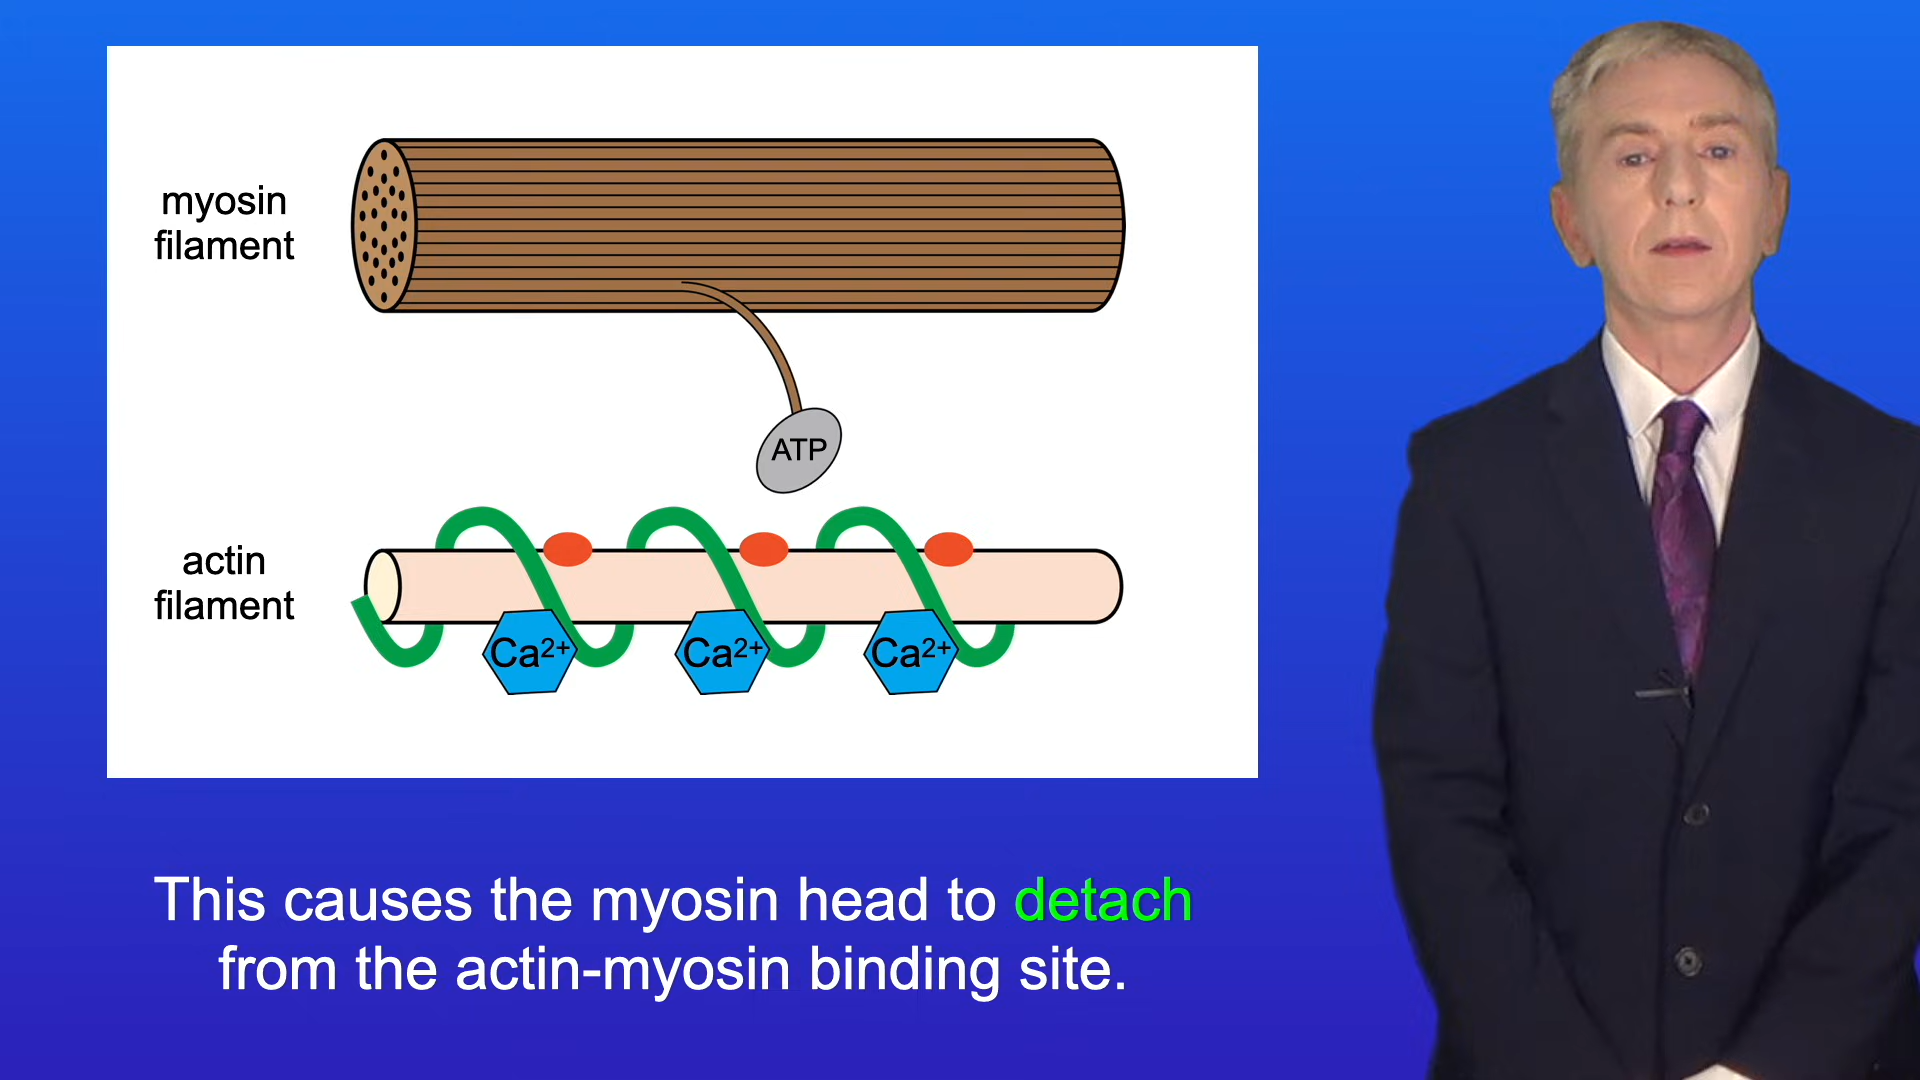 myosin
filament
ATP
actin
filament
Ca²⁺
Ca²⁺
Ca²⁺
This causes the myosin head to detach
from the actin-myosin binding site.